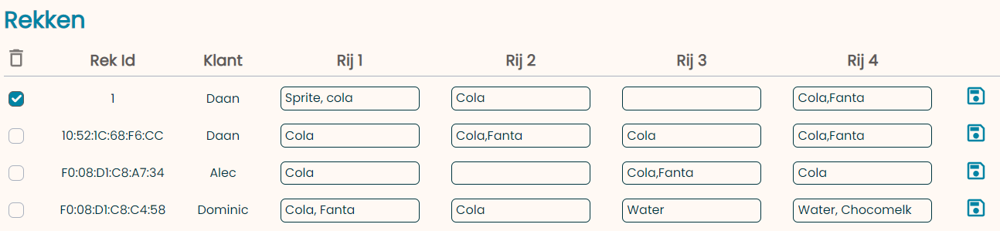 Rekken
Rek Id Klant Rij 1 Rij 2 Rij 3 Rij 4
1 Daan Sprite, cola Cola Cola,Fanta
10:52:1C:68:F6:CC Daan Cola Cola,Fanta Cola Cola,Fanta
F0:08:D1:C8:A7:34 Alec Cola Cola,Fanta Cola
F0:08:D1:C8:C4:58 Dominic Cola, Fanta Cola Water Water, Chocomelk